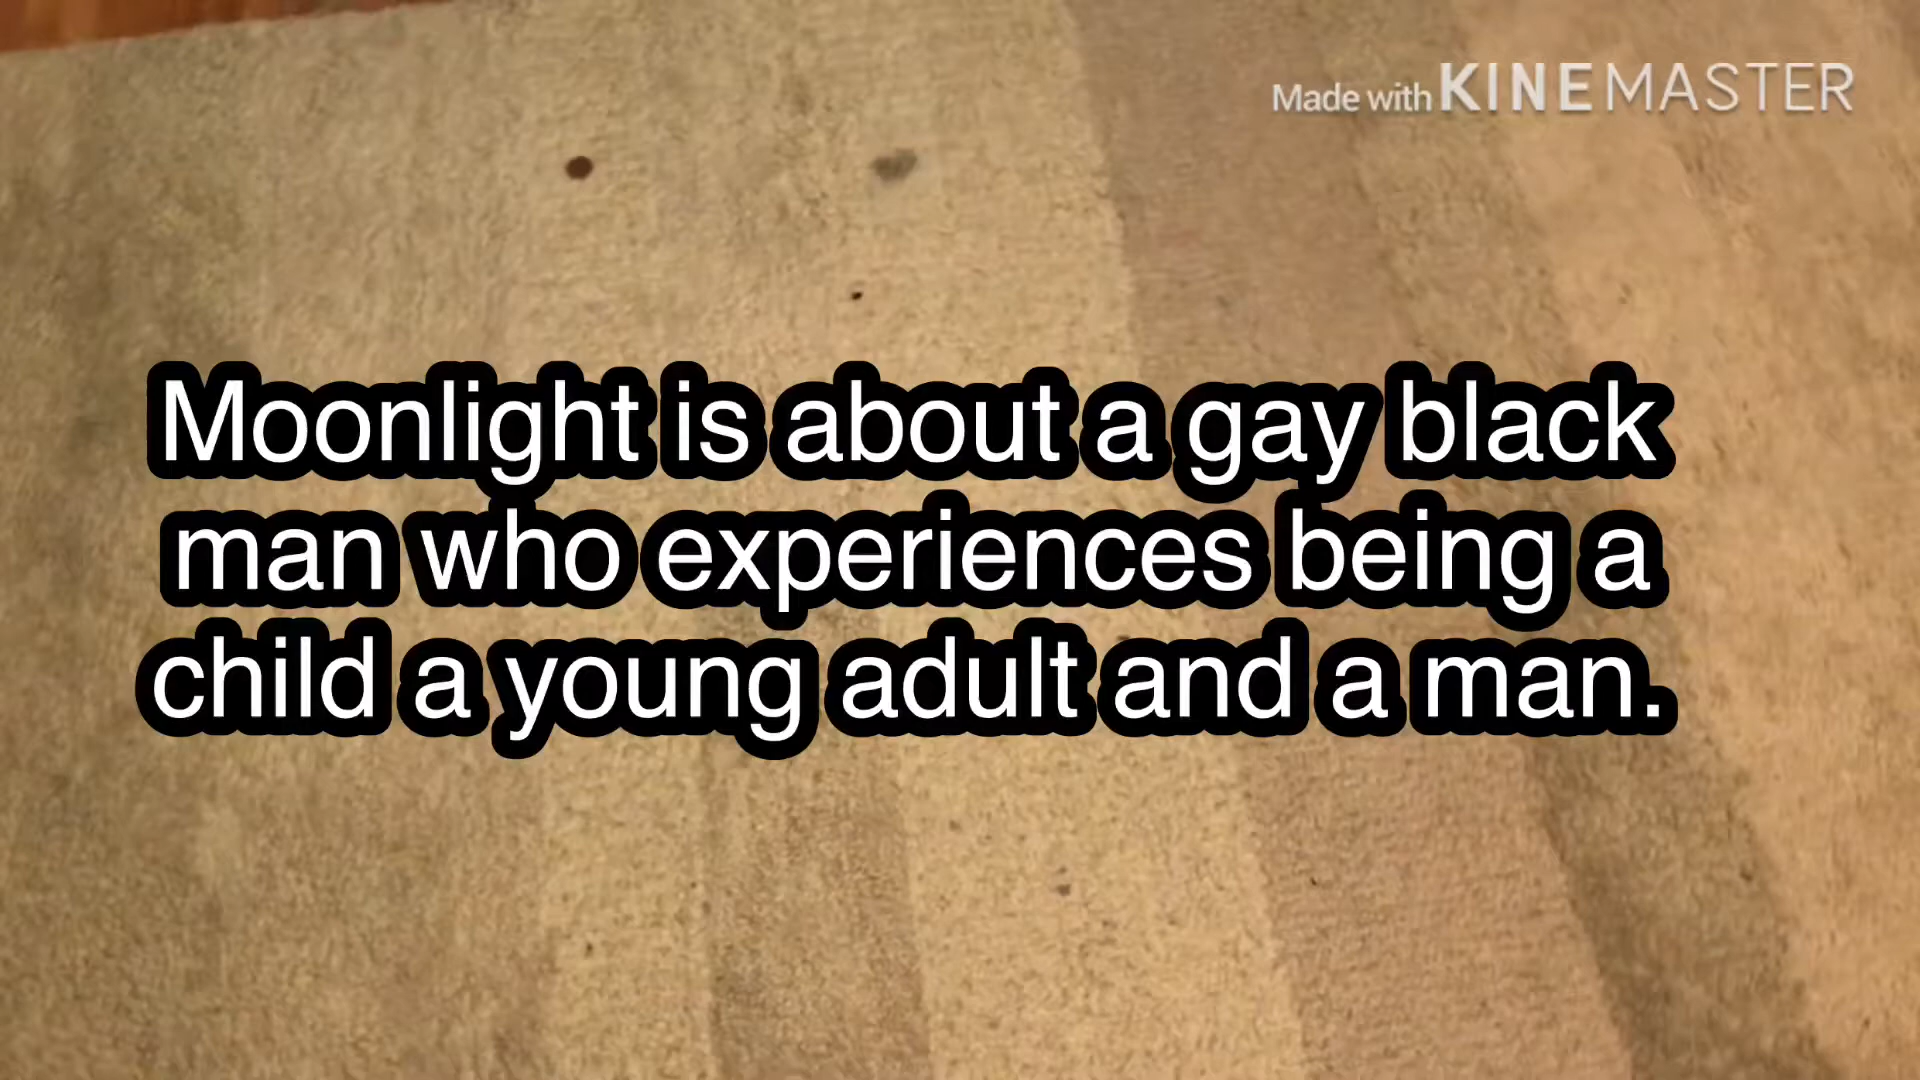 Made with KINEMASTER
Moonlight is about a gay black
man who experiences being a
child a young adult and a man.